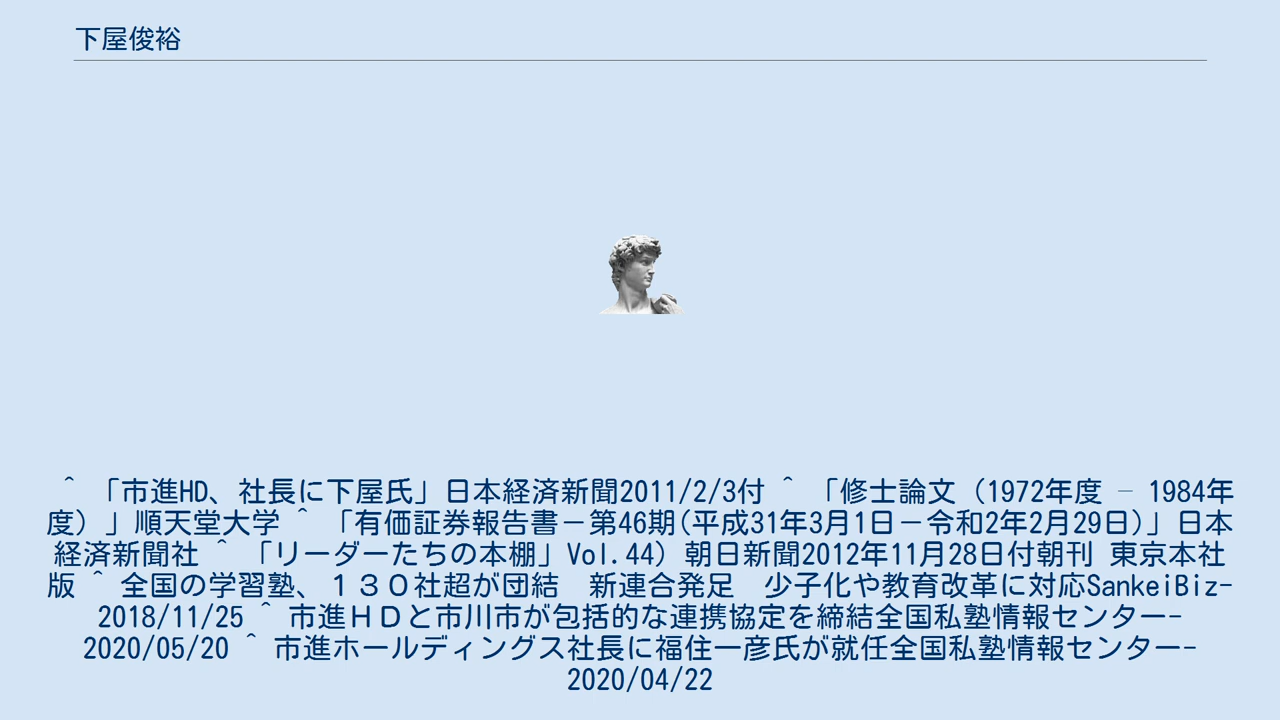 下屋俊裕
^ 「市進HD、社長に下屋氏」日本経済新聞2011/2/3付 ^ 「修士論文（1972年度 – 1984年
度）」順天堂大学 ^ 「有価証券報告書－第46期(平成31年3月1日－令和2年2月29日)」日本
経済新聞社 ^ 「リーダーたちの本棚」Vol.44）朝日新聞2012年11月28日付朝刊 東京本社
版 ^ 全国の学習塾、１３０社超が団結　新連合発足　少子化や教育改革に対応SankeiBiz-
2018/11/25 ^ 市進ＨＤと市川市が包括的な連携協定を締結全国私塾情報センター-
2020/05/20 ^ 市進ホールディングス社長に福住一彦氏が就任全国私塾情報センター-
2020/04/22